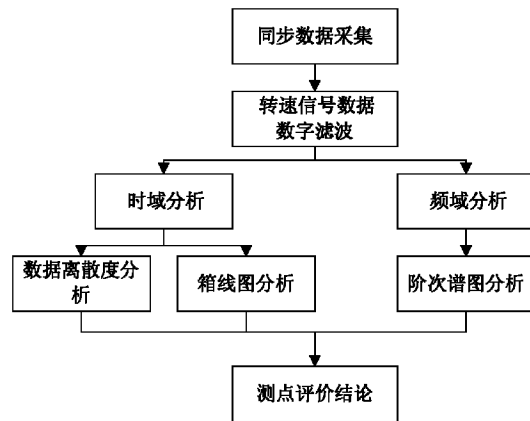 同步数据采集
转速信号数据
数字滤波
时域分析
频域分析
数据离散度分
析
箱线图分析
阶次谱图分析
测点评价结论